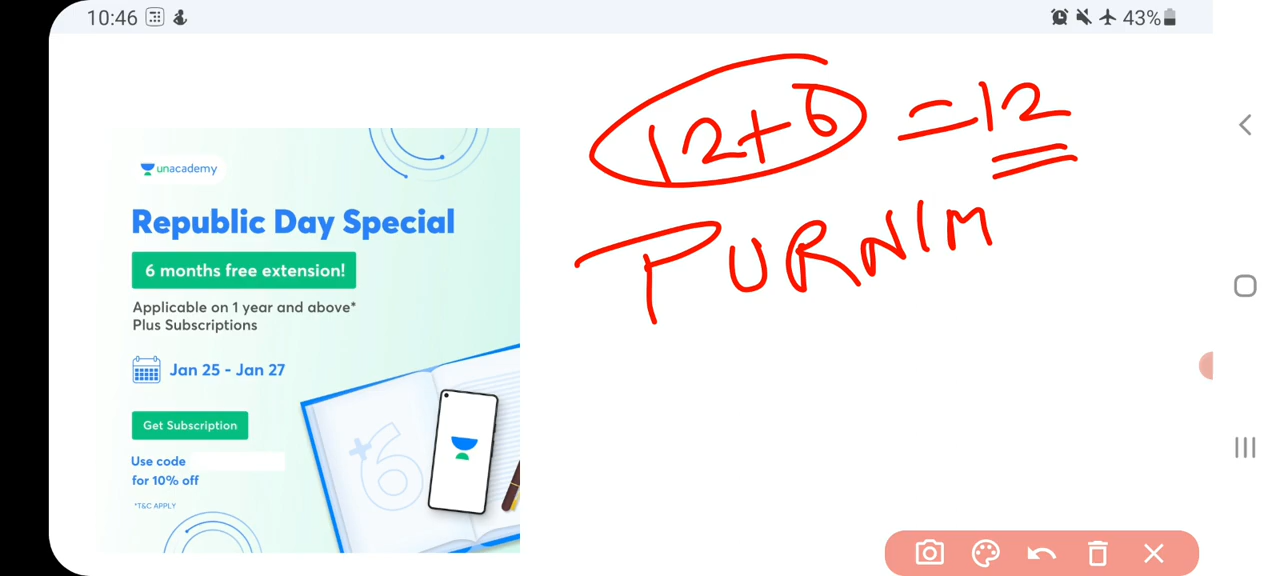 10:46
43%
12+6 = 12
PURNIM
unacademy
Republic Day Special
6 months free extension!
Applicable on 1 year and above*
Plus Subscriptions
Jan 25 - Jan 27
Get Subscription
Use code
for 10% off
*T&C APPLY
+6